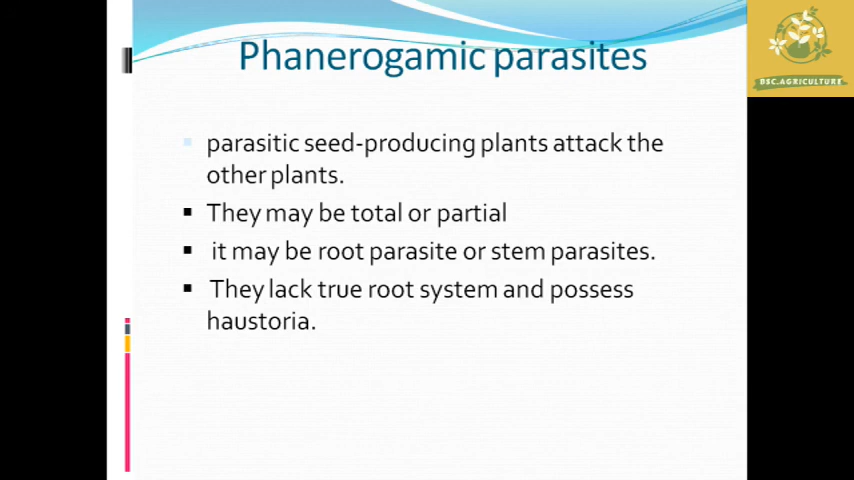 Phanerogamic parasites
BSC.AGRICULTURE
parasitic seed-producing plants attack the
other plants.
They may be total or partial
it may be root parasite or stem parasites.
They lack true root system and possess
haustoria.